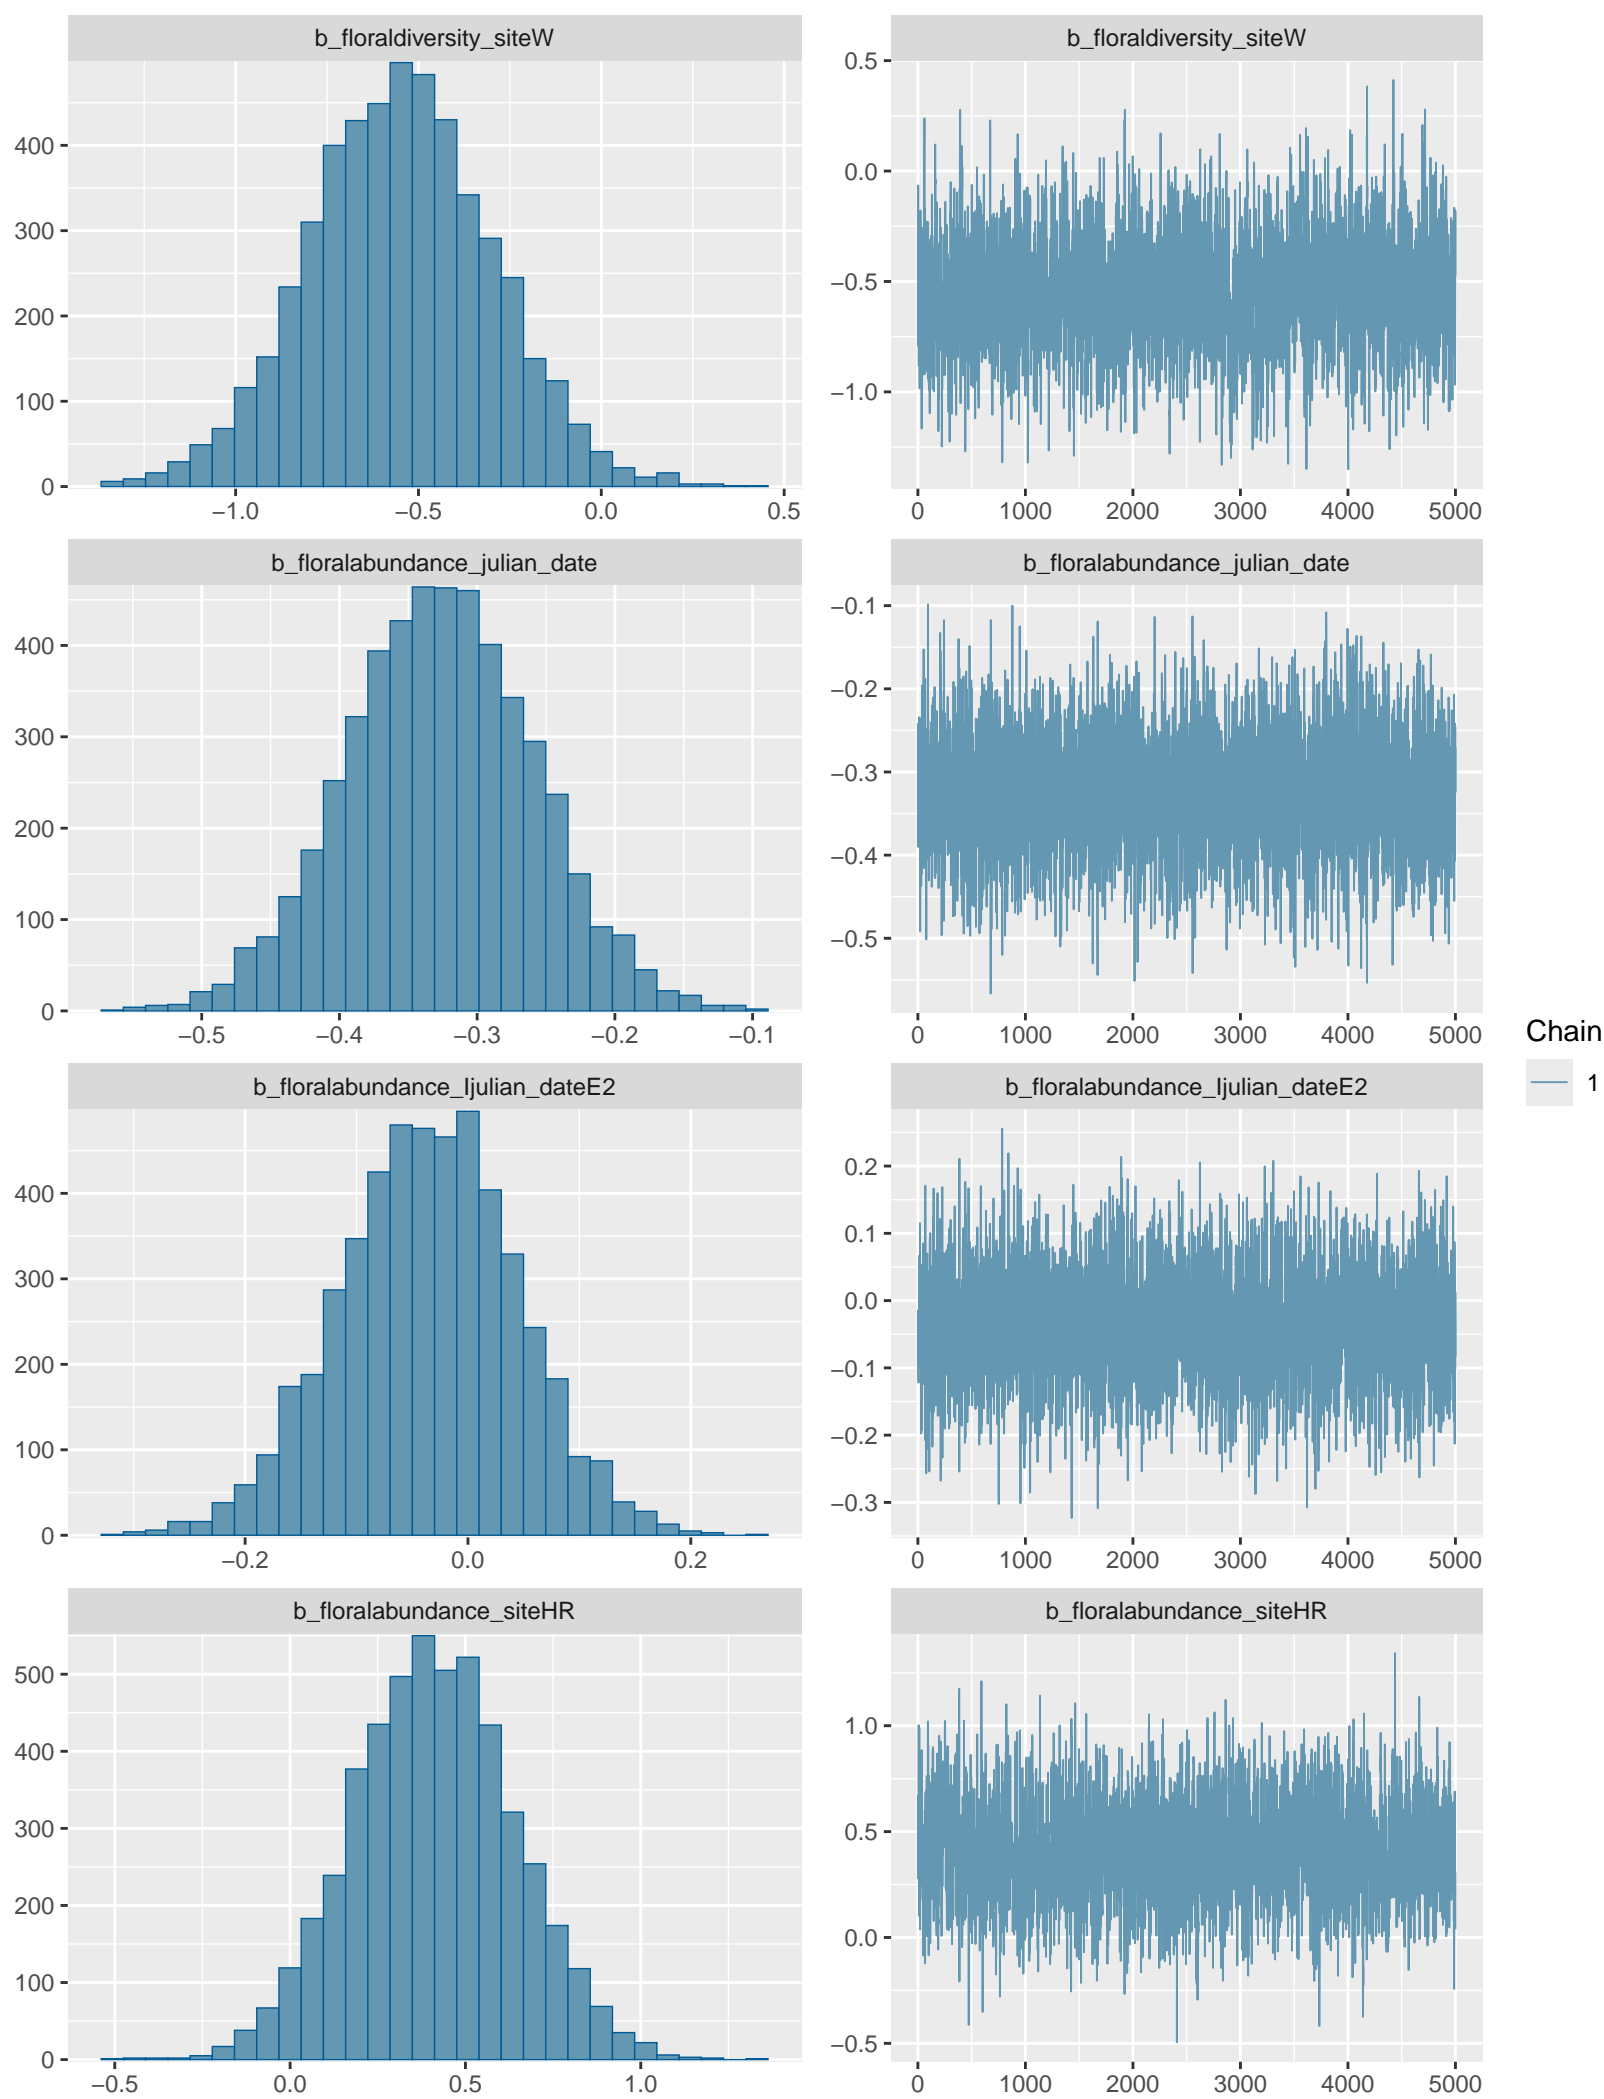 b_floraldiversity_siteW
b_floraldiversity_siteW
400
300
200
100
0
−1.0 −0.5 0.0 0.5
0.5
0.0
−0.5
−1.0
0 1000 2000 3000 4000 5000
b_floralabundance_julian_date
b_floralabundance_julian_date
400
300
200
100
0
−0.5 −0.4 −0.3 −0.2 −0.1
−0.1
−0.2
−0.3
−0.4
−0.5
0 1000 2000 3000 4000 5000
b_floralabundance_Ijulian_dateE2
b_floralabundance_Ijulian_dateE2
400
300
200
100
0
−0.2 0.0 0.2
0.2
0.1
0.0
−0.1
−0.2
−0.3
0 1000 2000 3000 4000 5000
b_floralabundance_siteHR
b_floralabundance_siteHR
500
400
300
200
100
0
−0.5 0.0 0.5 1.0
1.0
0.5
0.0
−0.5
0 1000 2000 3000 4000 5000
Chain
1